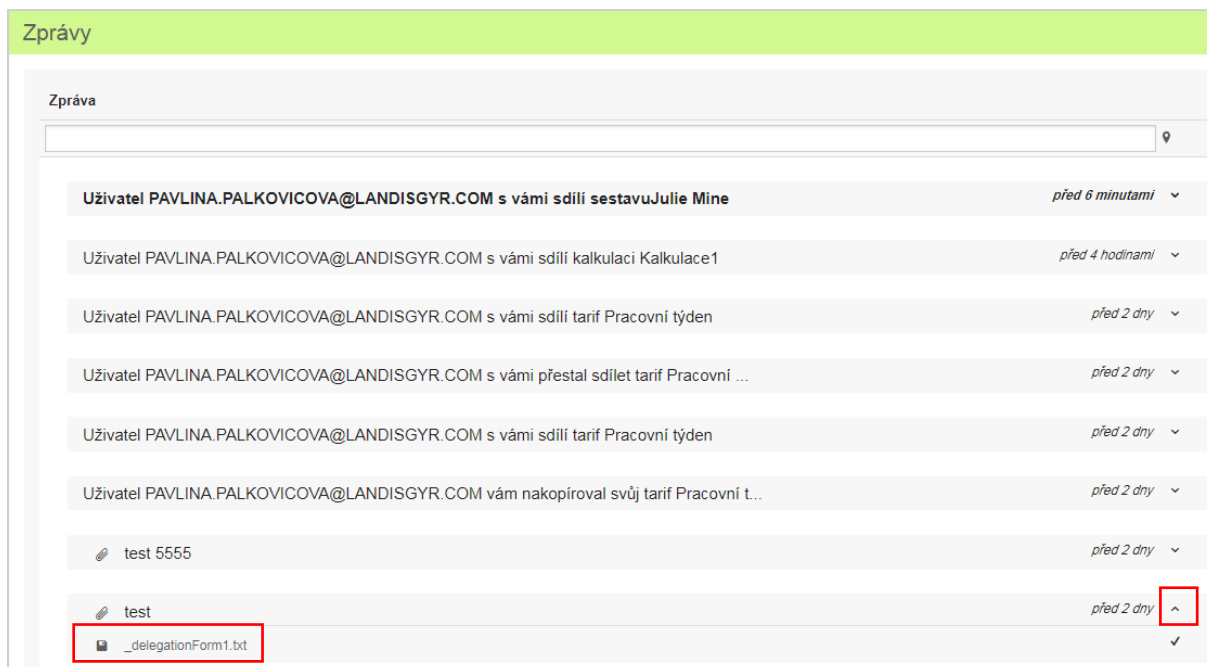 Zprávy
Zpráva
Uživatel PAVLINA.PALKOVICOVA@LANDISGYR.COM s vámi sdílí sestavuJulie Mine před 6 minutami
Uživatel PAVLINA.PALKOVICOVA@LANDISGYR.COM s vámi sdílí kalkulaci Kalkulace1 před 4 hodinami
Uživatel PAVLINA.PALKOVICOVA@LANDISGYR.COM s vámi sdílí tarif Pracovní týden před 2 dny
Uživatel PAVLINA.PALKOVICOVA@LANDISGYR.COM s vámi přestal sdílet tarif Pracovní ... před 2 dny
Uživatel PAVLINA.PALKOVICOVA@LANDISGYR.COM s vámi sdílí tarif Pracovní týden před 2 dny
Uživatel PAVLINA.PALKOVICOVA@LANDISGYR.COM vám nakopíroval svůj tarif Pracovní t... před 2 dny
test 5555 před 2 dny
test před 2 dny
_delegationForm1.txt